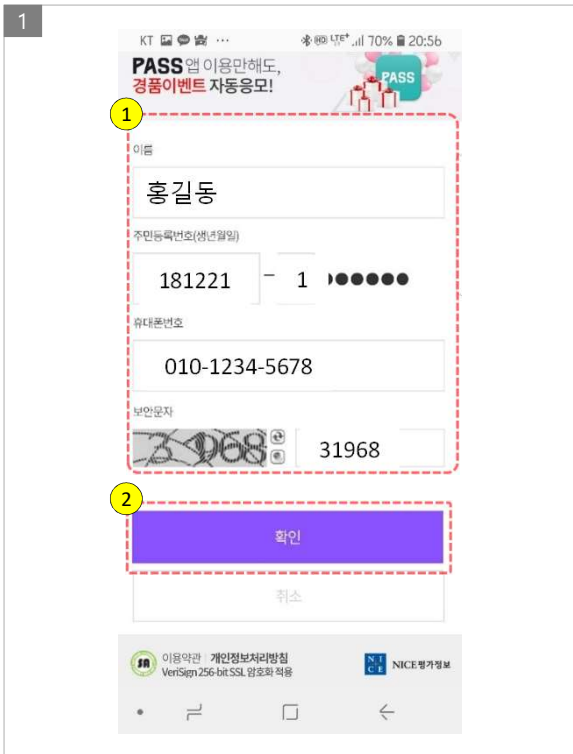 1
KT ... HD LTE+ 70% 20:56
PASS 앱 이용만해도,
경품이벤트 자동응모!
PASS
1
이름
홍길동
주민등록번호(생년월일)
181221 - 1 ●●●●●●
휴대폰번호
010-1234-5678
보안문자
31968
2
확인
취소
이용약관 | 개인정보처리방침
VeriSign 256-bit SSL 암호화 적용
NICE NICE평가정보